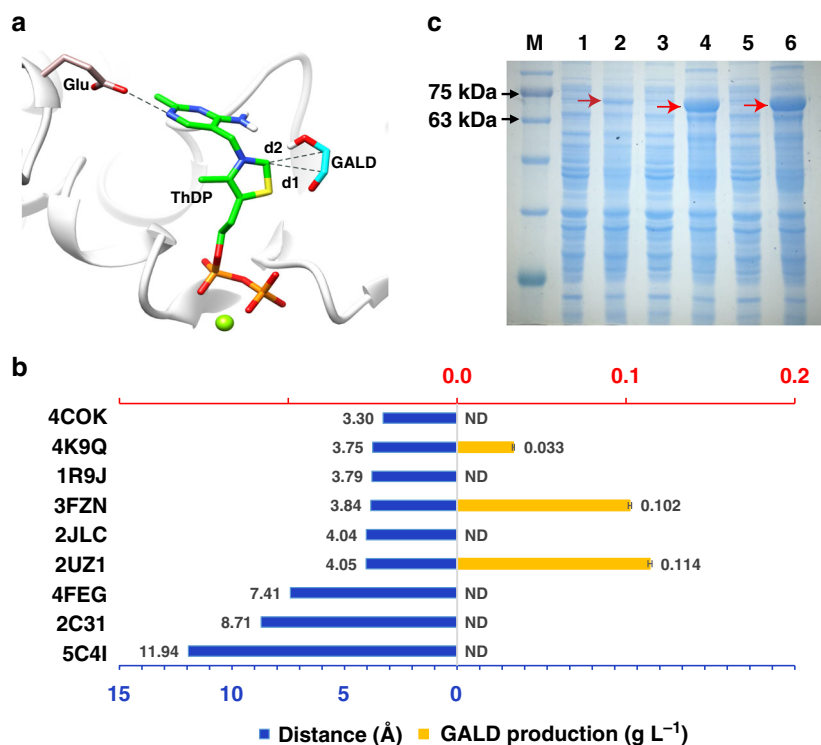 a
Glu
ThDP
d2
d1
GALD
c
M 1 2 3 4 5 6
75 kDa
63 kDa
b
0.0 0.1 0.2
4COK 3.30 ND
4K9Q 3.75 0.033
1R9J 3.79 ND
3FZN 3.84 0.102
2JLC 4.04 ND
2UZ1 4.05 0.114
4FEG 7.41 ND
2C31 8.71 ND
5C4I 11.94 ND
15 10 5 0
Distance (Å) GALD production (g L⁻¹)